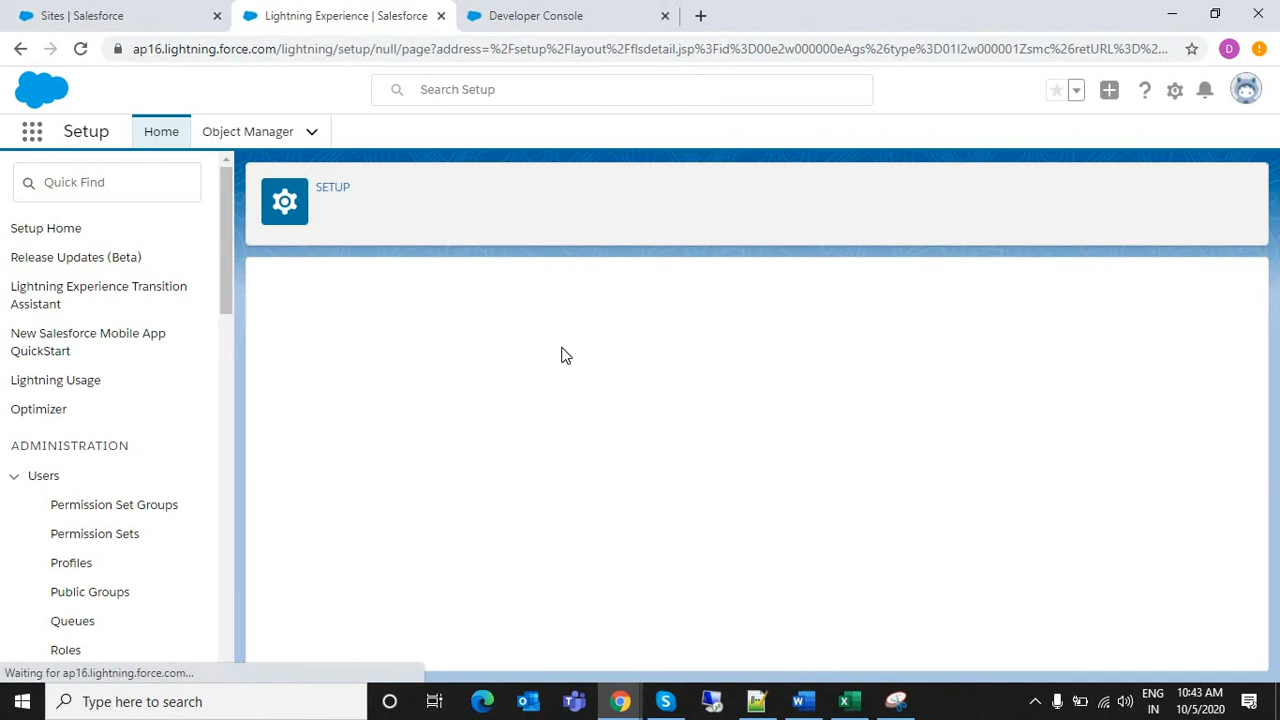 Sites | Salesforce
Lightning Experience | Salesforce
Developer Console
ap16.lightning.force.com/lightning/setup/null/page?address=%2Fsetup%2Flayout%2Fflsdetail.jsp%3Fid%3D00e2w000000eAgs%26type%3D01I2w000001Zsmc%26retURL%3D%2...
D
Search Setup
Setup
Home
Object Manager
Quick Find
SETUP
Setup Home
Release Updates (Beta)
Lightning Experience Transition
Assistant
New Salesforce Mobile App
QuickStart
Lightning Usage
Optimizer
ADMINISTRATION
Users
Permission Set Groups
Permission Sets
Profiles
Public Groups
Queues
Roles
Waiting for ap16.lightning.force.com...
Type here to search
ENG
IN
10:43 AM
10/5/2020